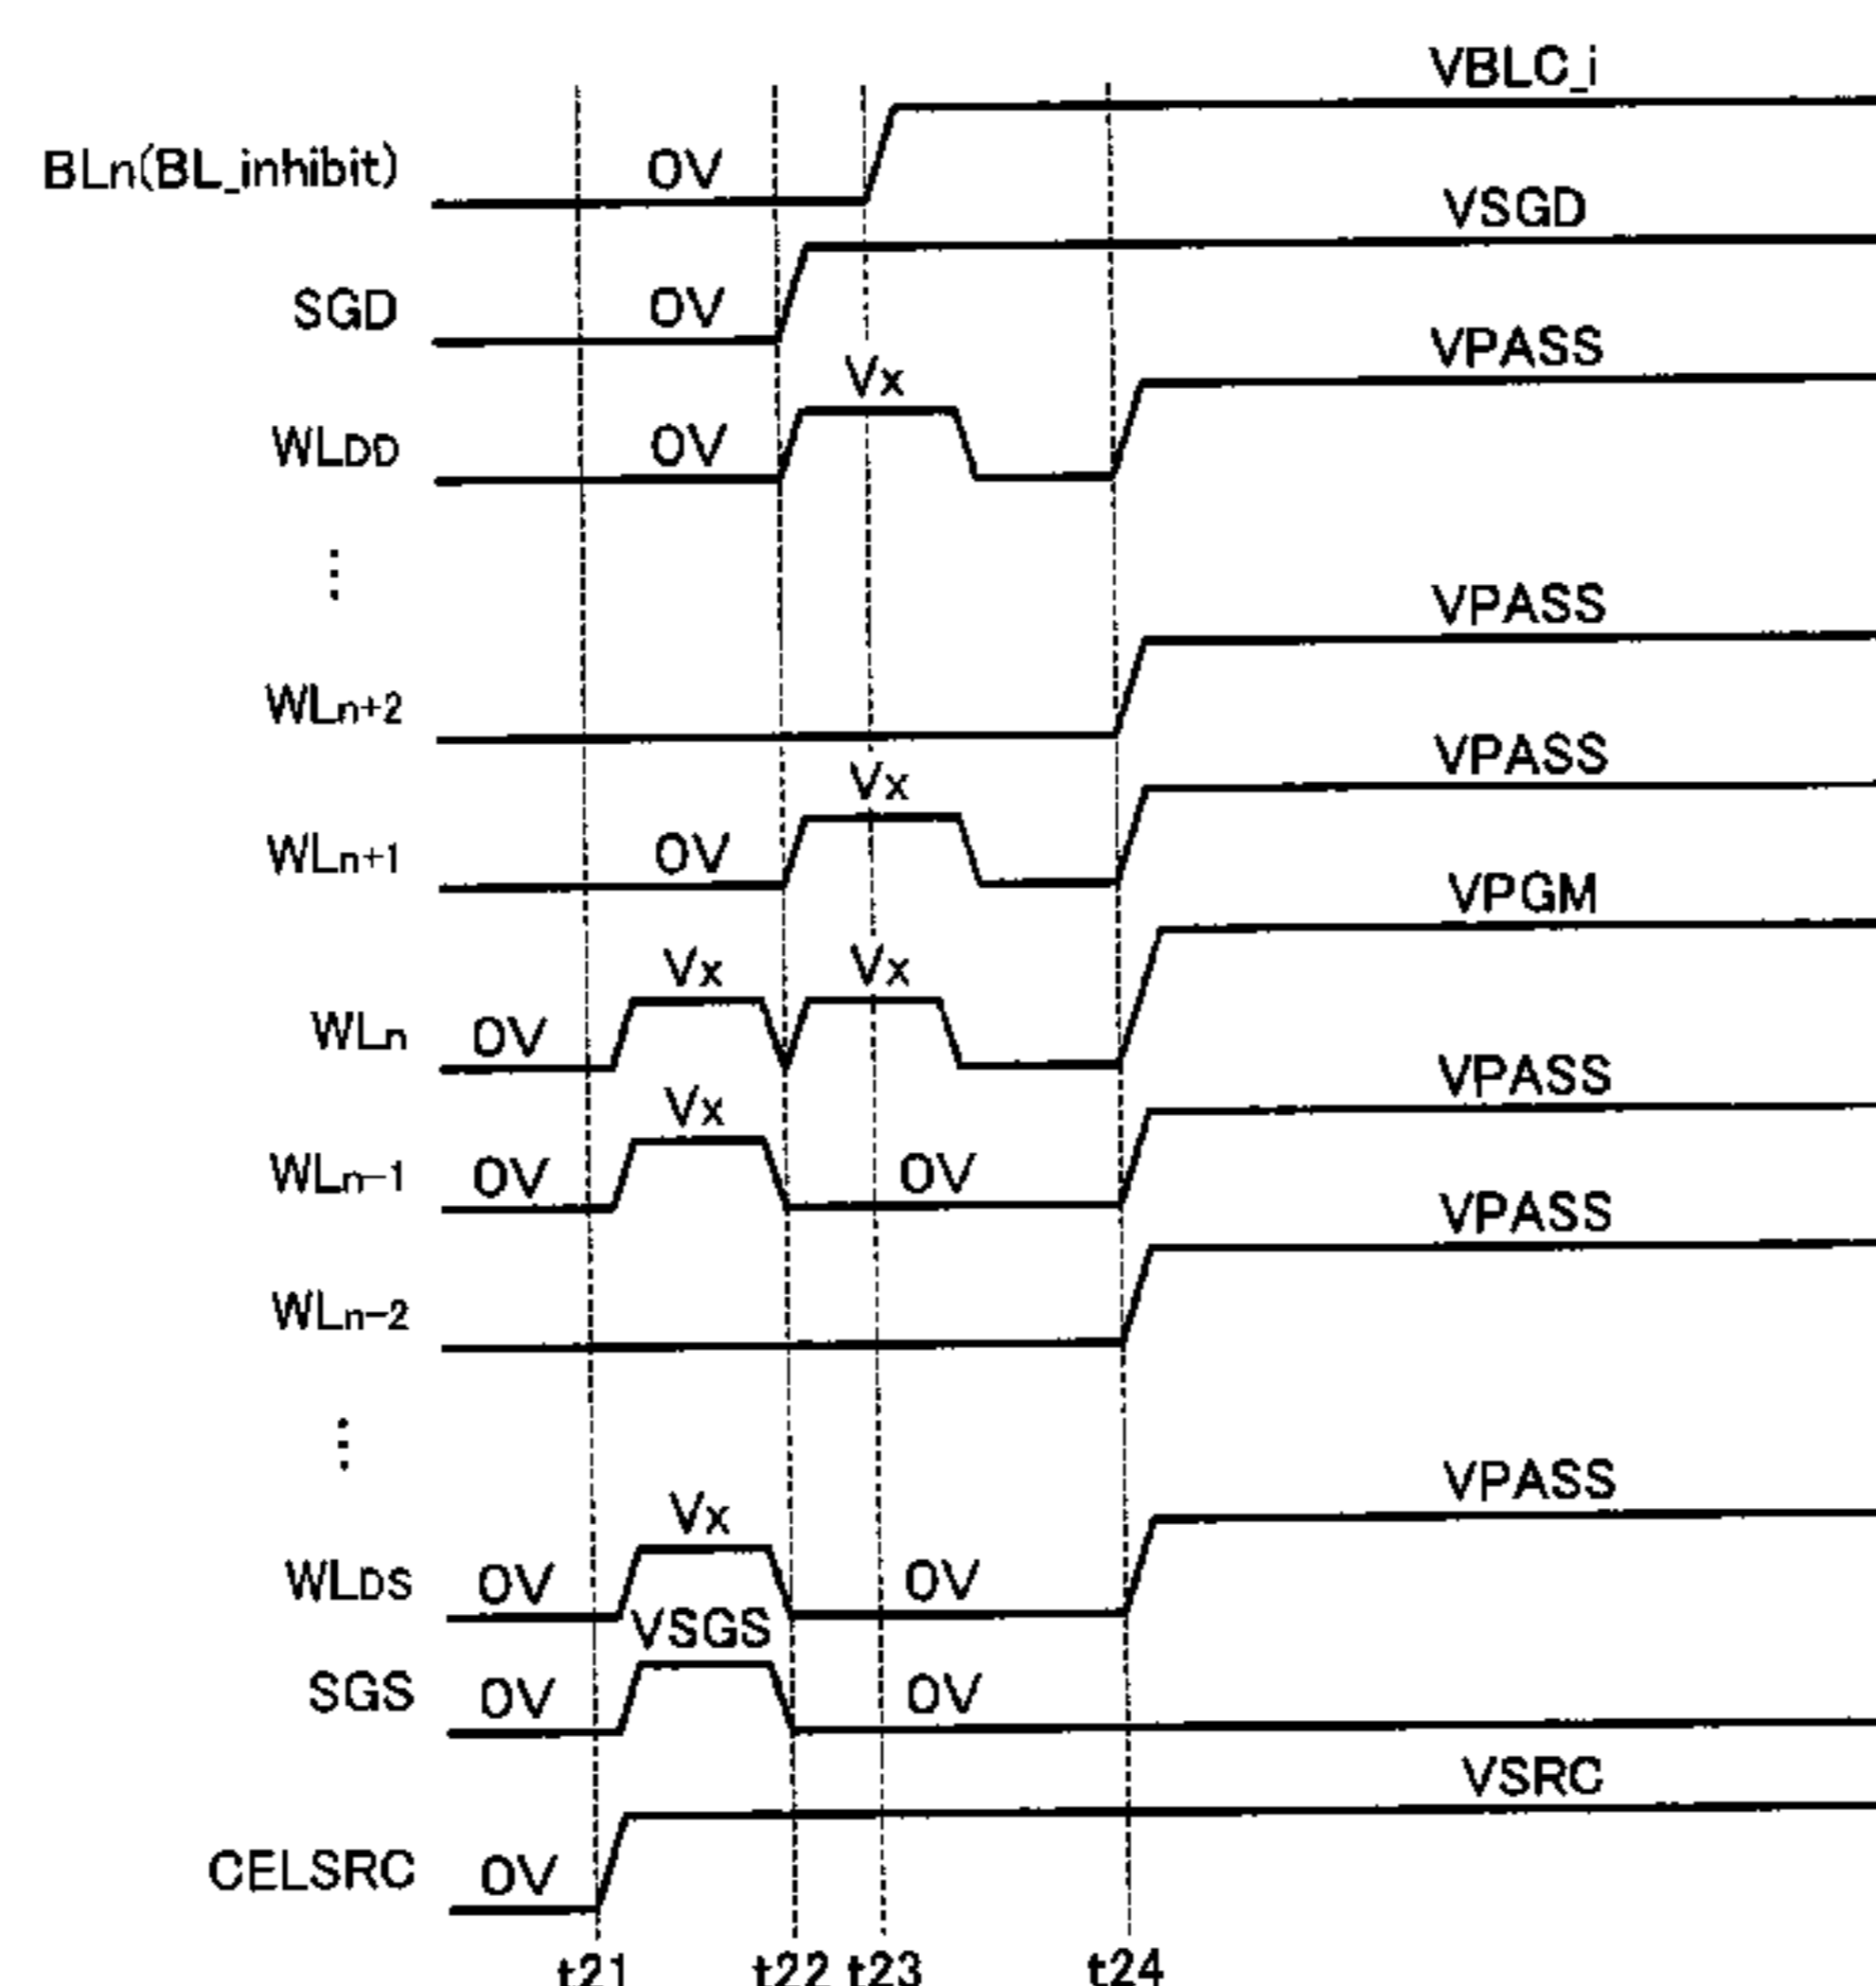 VBLC_i
BLn(BL_inhibit) 0V
VSGD
SGD 0V
Vx VPASS
WLDD 0V
⋮
VPASS
WLn+2
Vx VPASS
WLn+1 0V
VPGM
Vx Vx
WLn 0V
VPASS
Vx
WLn-1 0V 0V
VPASS
WLn-2
⋮
VPASS
Vx
WLDS 0V 0V
VSGS
SGS 0V 0V
VSRC
CELSRC 0V
t21 t22 t23 t24